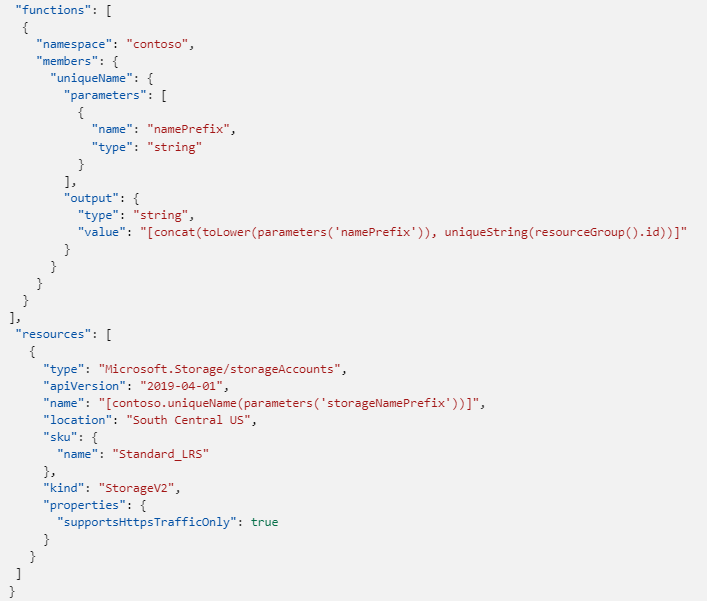 "functions": [
{
"namespace": "contoso",
"members": {
"uniqueName": {
"parameters": [
{
"name": "namePrefix",
"type": "string"
}
],
"output": {
"type": "string",
"value": "[concat(toLower(parameters('namePrefix')), uniqueString(resourceGroup().id))]"
}
}
}
}
],
"resources": [
{
"type": "Microsoft.Storage/storageAccounts",
"apiVersion": "2019-04-01",
"name": "[contoso.uniqueName(parameters('storageNamePrefix'))]",
"location": "South Central US",
"sku": {
"name": "Standard_LRS"
},
"kind": "StorageV2",
"properties": {
"supportsHttpsTrafficOnly": true
}
}
]
}